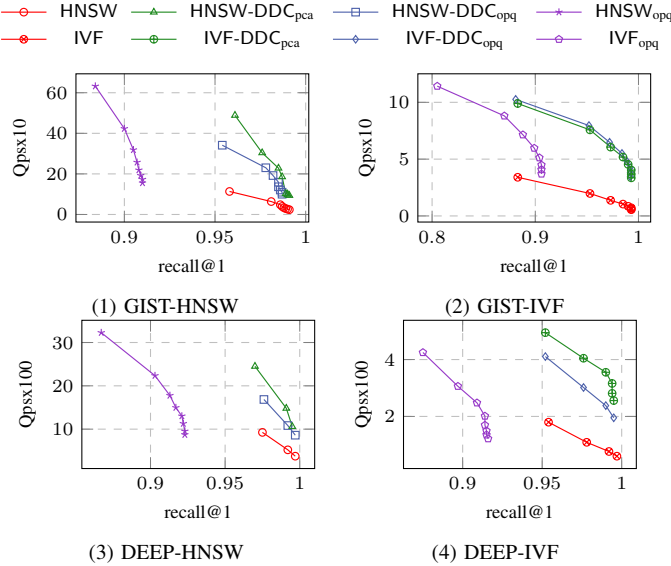 HNSW HNSW-DDCpca HNSW-DDCopq HNSWopq
IVF IVF-DDCpca IVF-DDCopq IVFopq
60
40
20
0
Qpsx10
0.9 0.95 1
recall@1
(1) GIST-HNSW
10
5
0
Qpsx10
0.8 0.9 1
recall@1
(2) GIST-IVF
30
20
10
Qpsx100
0.9 0.95 1
recall@1
(3) DEEP-HNSW
4
2
Qpsx100
0.9 0.95 1
recall@1
(4) DEEP-IVF